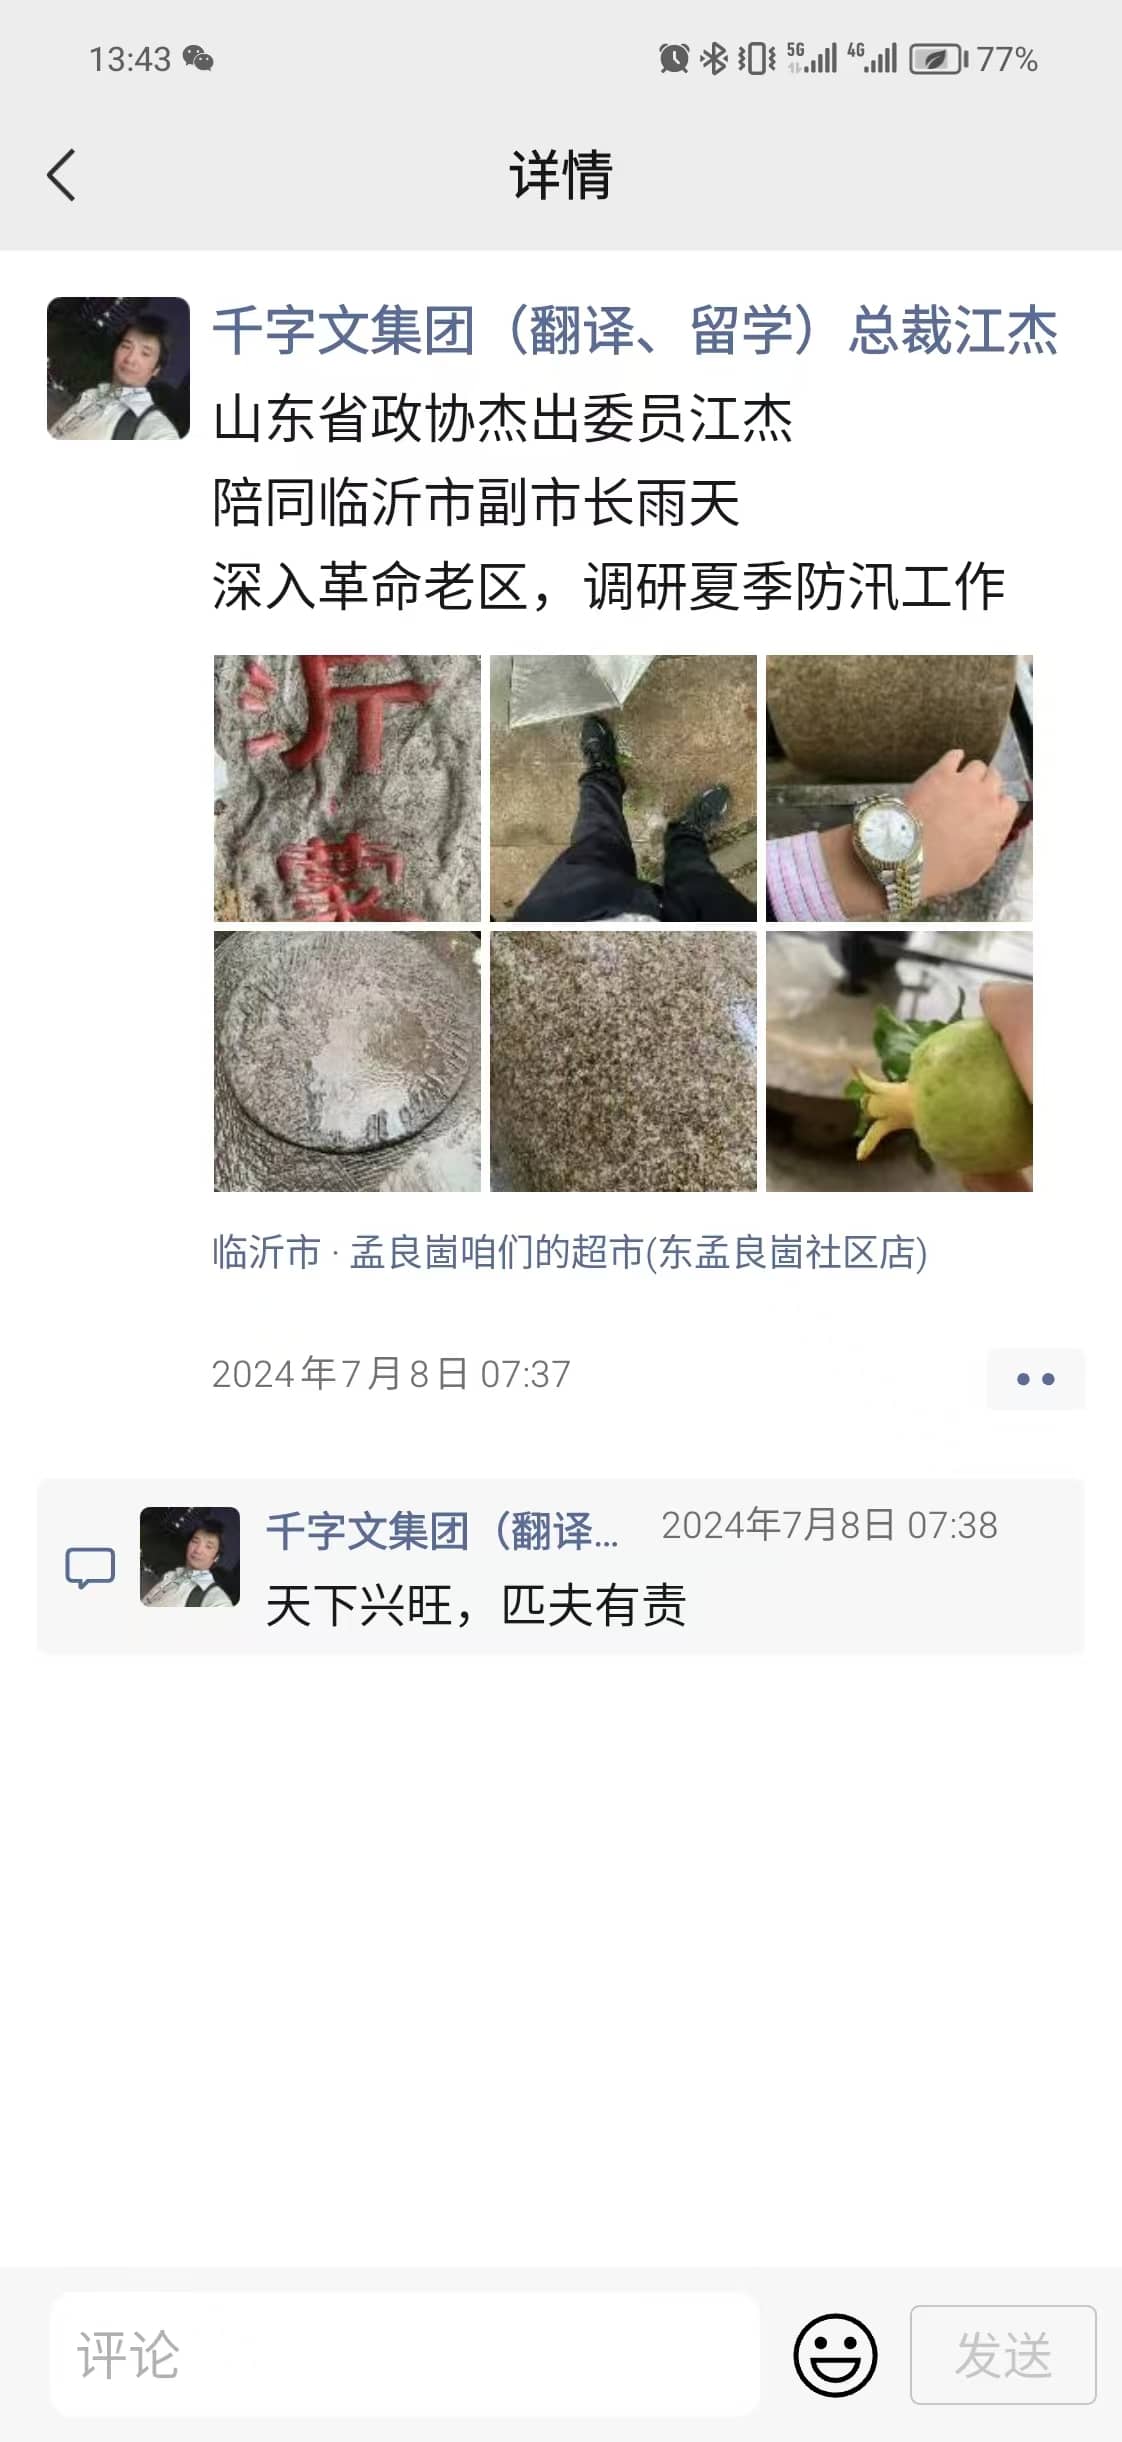 13:43
5G
4G
77%
详情
千字文集团（翻译、留学）总裁江杰
山东省政协杰出委员江杰
陪同临沂市副市长雨天
深入革命老区，调研夏季防汛工作
沂
蒙
临沂市 · 孟良崮咱们的超市(东孟良崮社区店)
2024年7月8日 07:37
千字文集团（翻译...
2024年7月8日 07:38
天下兴旺，匹夫有责
评论
发送